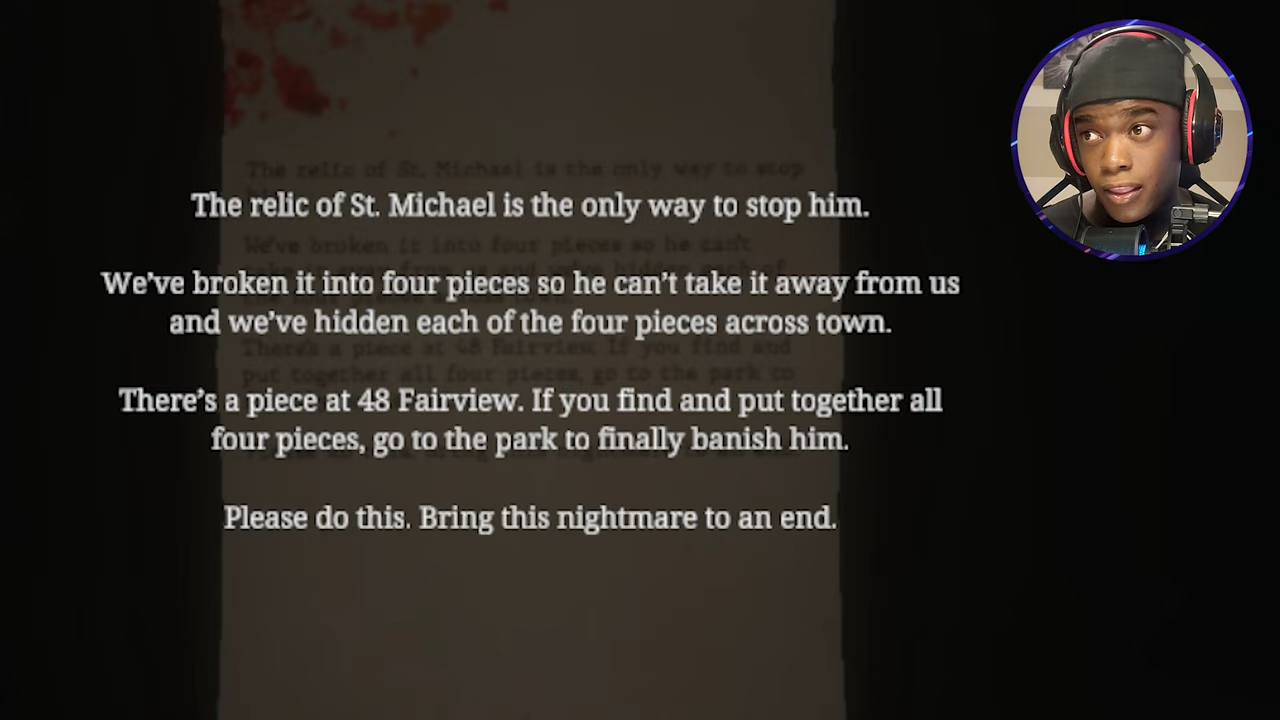 The relic of St. Michael is the only way to stop him.
We’ve broken it into four pieces so he can’t take it away from us
and we’ve hidden each of the four pieces across town.
There’s a piece at 48 Fairview. If you find and put together all
four pieces, go to the park to finally banish him.
Please do this. Bring this nightmare to an end.